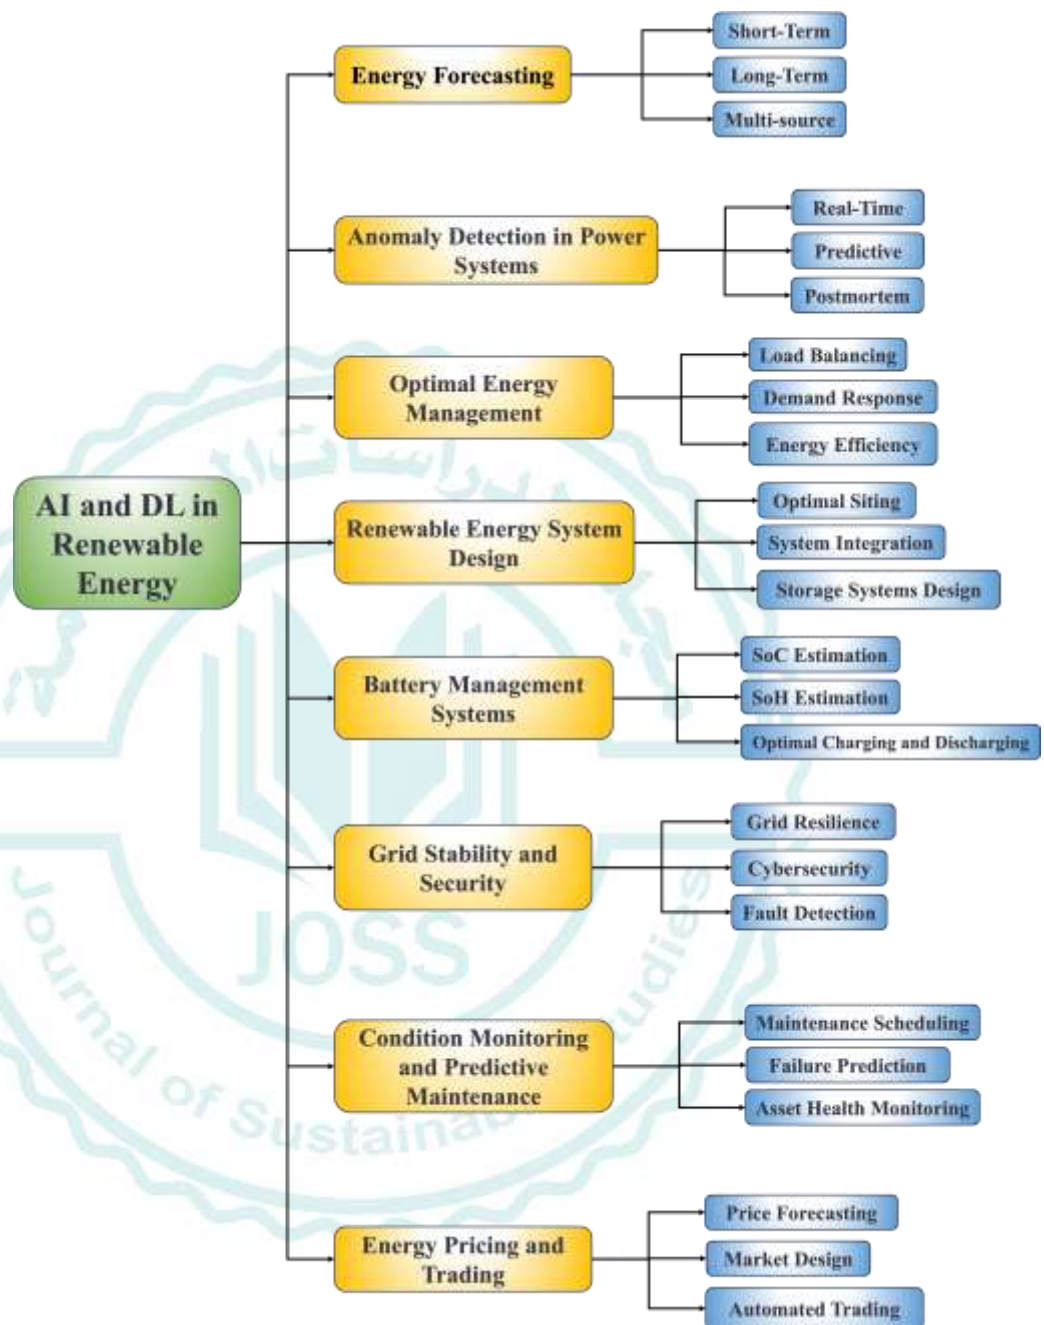 AI and DL in
Renewable
Energy
Energy Forecasting
Short-Term
Long-Term
Multi-source
Anomaly Detection in Power
Systems
Real-Time
Predictive
Postmortem
Optimal Energy
Management
Load Balancing
Demand Response
Energy Efficiency
Renewable Energy System
Design
Optimal Siting
System Integration
Storage Systems Design
Battery Management
Systems
SoC Estimation
SoH Estimation
Optimal Charging and Discharging
Grid Stability and
Security
Grid Resilience
Cybersecurity
Fault Detection
Condition Monitoring
and Predictive
Maintenance
Maintenance Scheduling
Failure Prediction
Asset Health Monitoring
Energy Pricing and
Trading
Price Forecasting
Market Design
Automated Trading
JOSS
Journal of Sustainab Studies